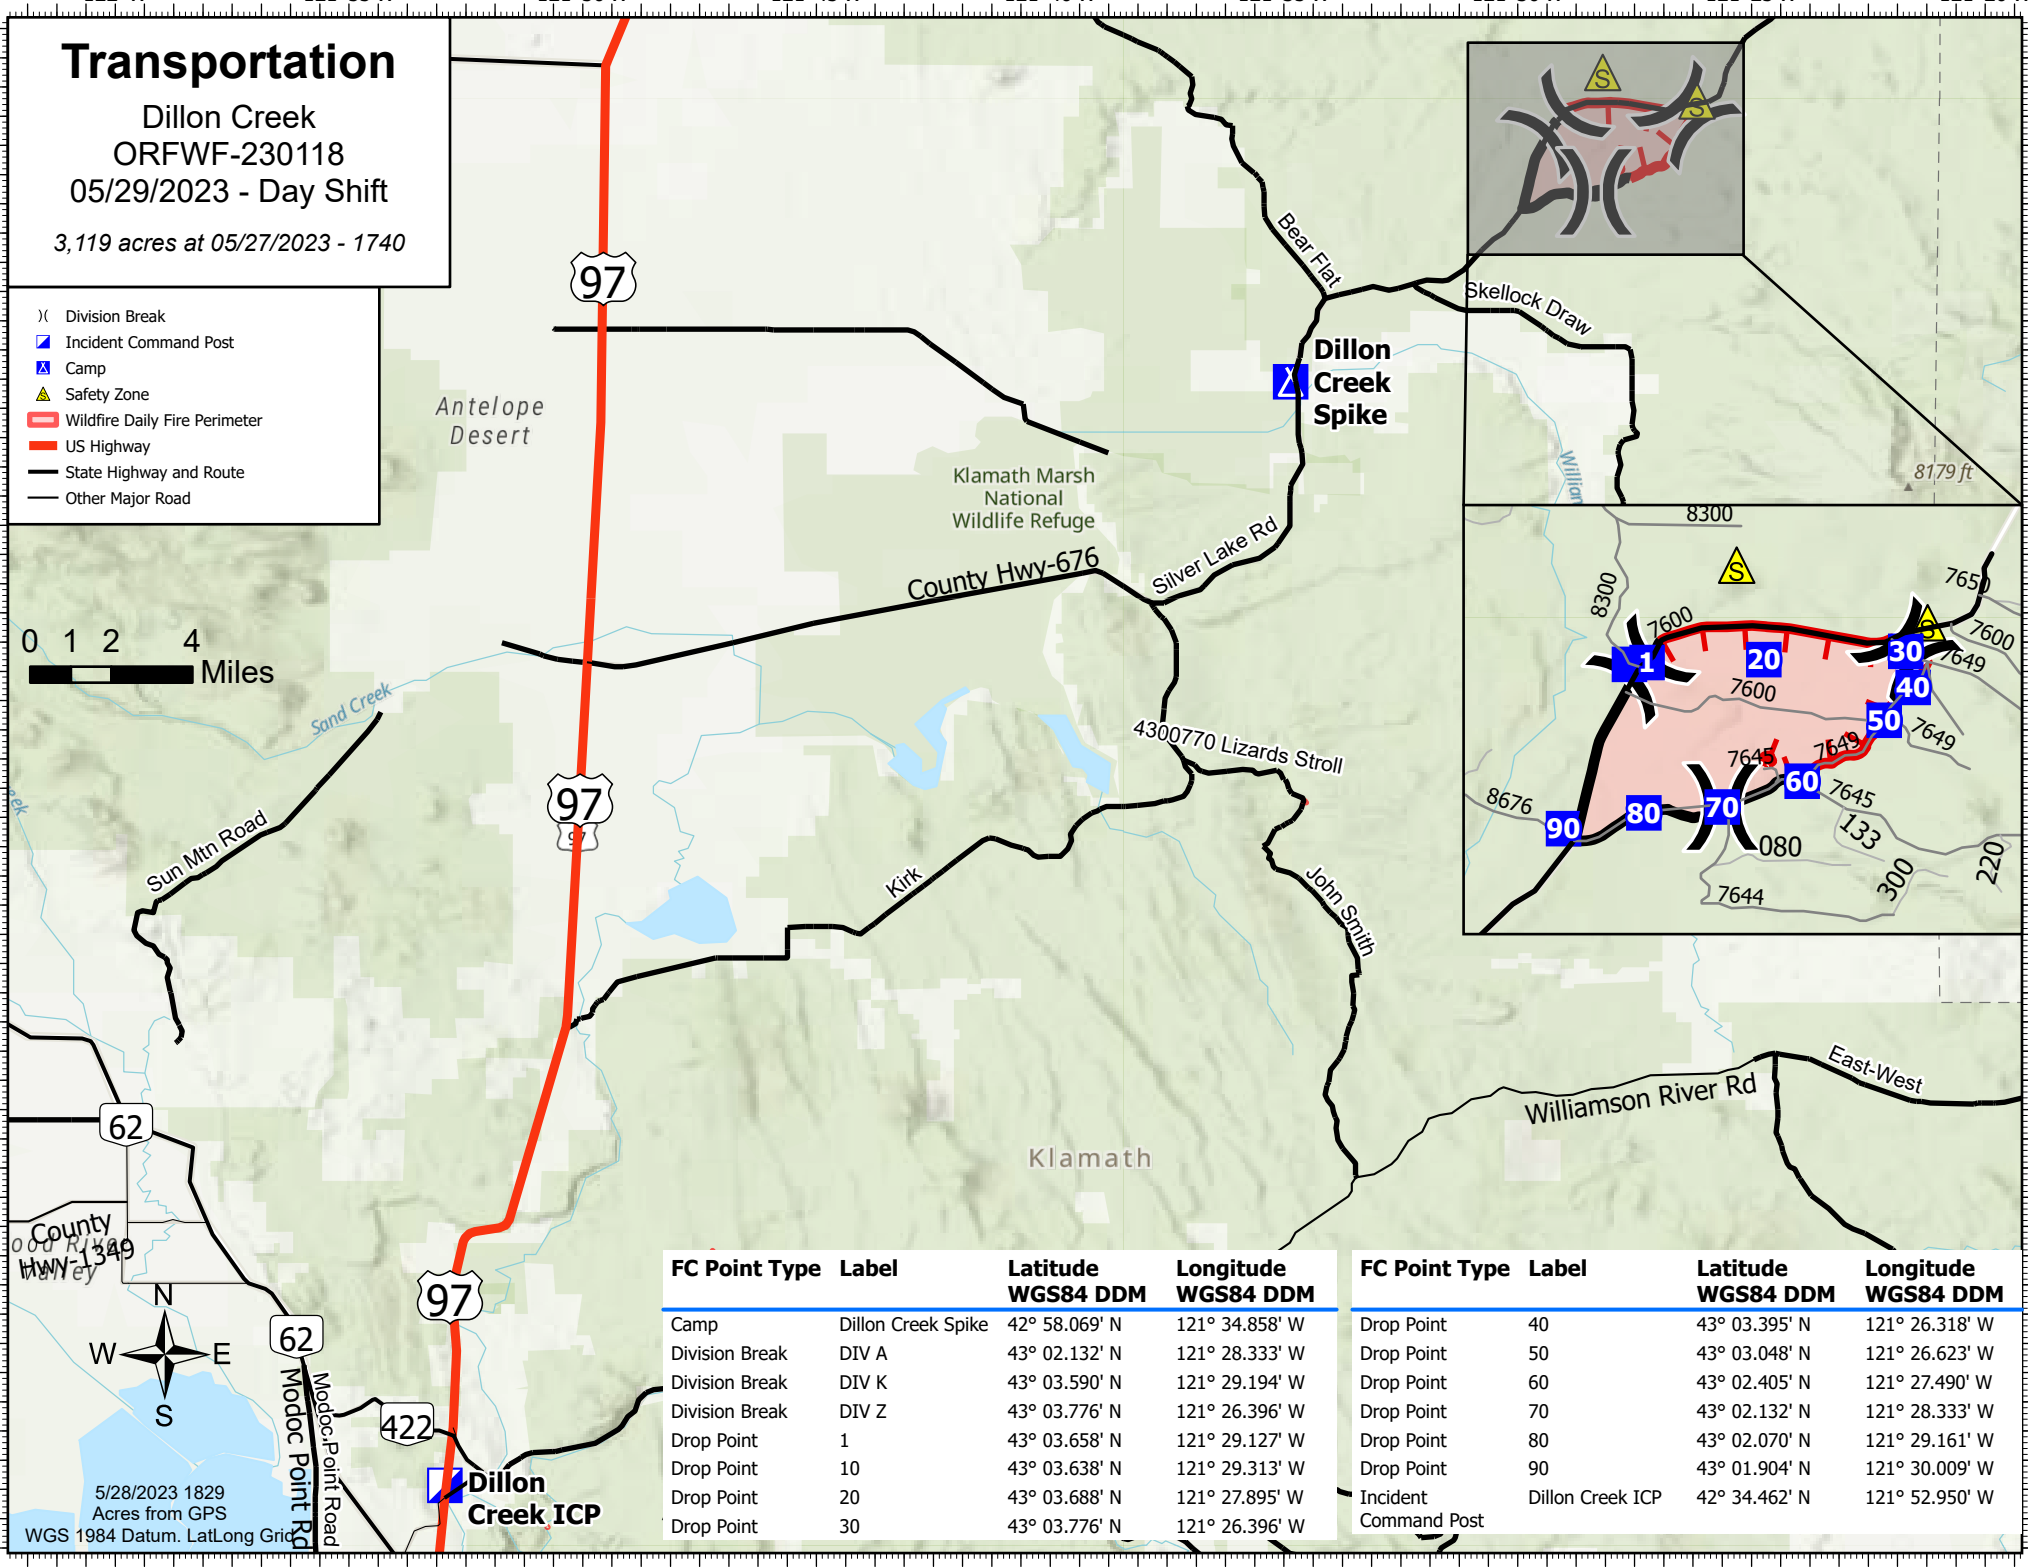 Transportation
Dillon Creek
ORFWF-230118
05/29/2023 - Day Shift
3,119 acres at 05/27/2023 - 1740
Division Break
Incident Command Post
Camp
Safety Zone
Wildfire Daily Fire Perimeter
US Highway
State Highway and Route
Other Major Road
0 1 2 4
Miles
97
Antelope
Desert
Klamath Marsh
National
Wildlife Refuge
County Hwy-676
Silver Lake Rd
Bear Flat
Skellock Draw
Dillon
Creek
Spike
S
S
8179 ft
8300
S
8300
7600
7650
S
7600
1
20
30
7649
7600
40
50
7649
7649
7645
60
7645
8676
90
80
70
080
133
300
220
7644
Sand Creek
97
97
Sun Mtn Road
4300770 Lizards Stroll
Kirk
John Smith
Williamson River Rd
East-West
Klamath
62
County
Hwy-1349
Valley
N
W E
S
62
Modoc Point Rd
Modoc Point Road
97
422
Dillon
Creek ICP
5/28/2023 1829
Acres from GPS
WGS 1984 Datum. LatLong Grid
FC Point Type Label Latitude WGS84 DDM Longitude WGS84 DDM
Camp Dillon Creek Spike 42° 58.069' N 121° 34.858' W
Division Break DIV A 43° 02.132' N 121° 28.333' W
Division Break DIV K 43° 03.590' N 121° 29.194' W
Division Break DIV Z 43° 03.776' N 121° 26.396' W
Drop Point 1 43° 03.658' N 121° 29.127' W
Drop Point 10 43° 03.638' N 121° 29.313' W
Drop Point 20 43° 03.688' N 121° 27.895' W
Drop Point 30 43° 03.776' N 121° 26.396' W
FC Point Type Label Latitude WGS84 DDM Longitude WGS84 DDM
Drop Point 40 43° 03.395' N 121° 26.318' W
Drop Point 50 43° 03.048' N 121° 26.623' W
Drop Point 60 43° 02.405' N 121° 27.490' W
Drop Point 70 43° 02.132' N 121° 28.333' W
Drop Point 80 43° 02.070' N 121° 29.161' W
Drop Point 90 43° 01.904' N 121° 30.009' W
Incident Command Post Dillon Creek ICP 42° 34.462' N 121° 52.950' W